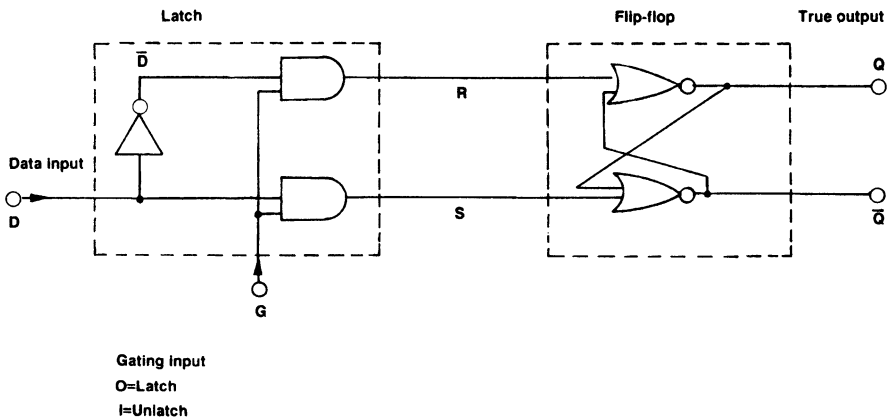 Latch
Flip-flop
True output
D̅
Q
R
Data input
D
S
Q̅
G
Gating input
O=Latch
I=Unlatch